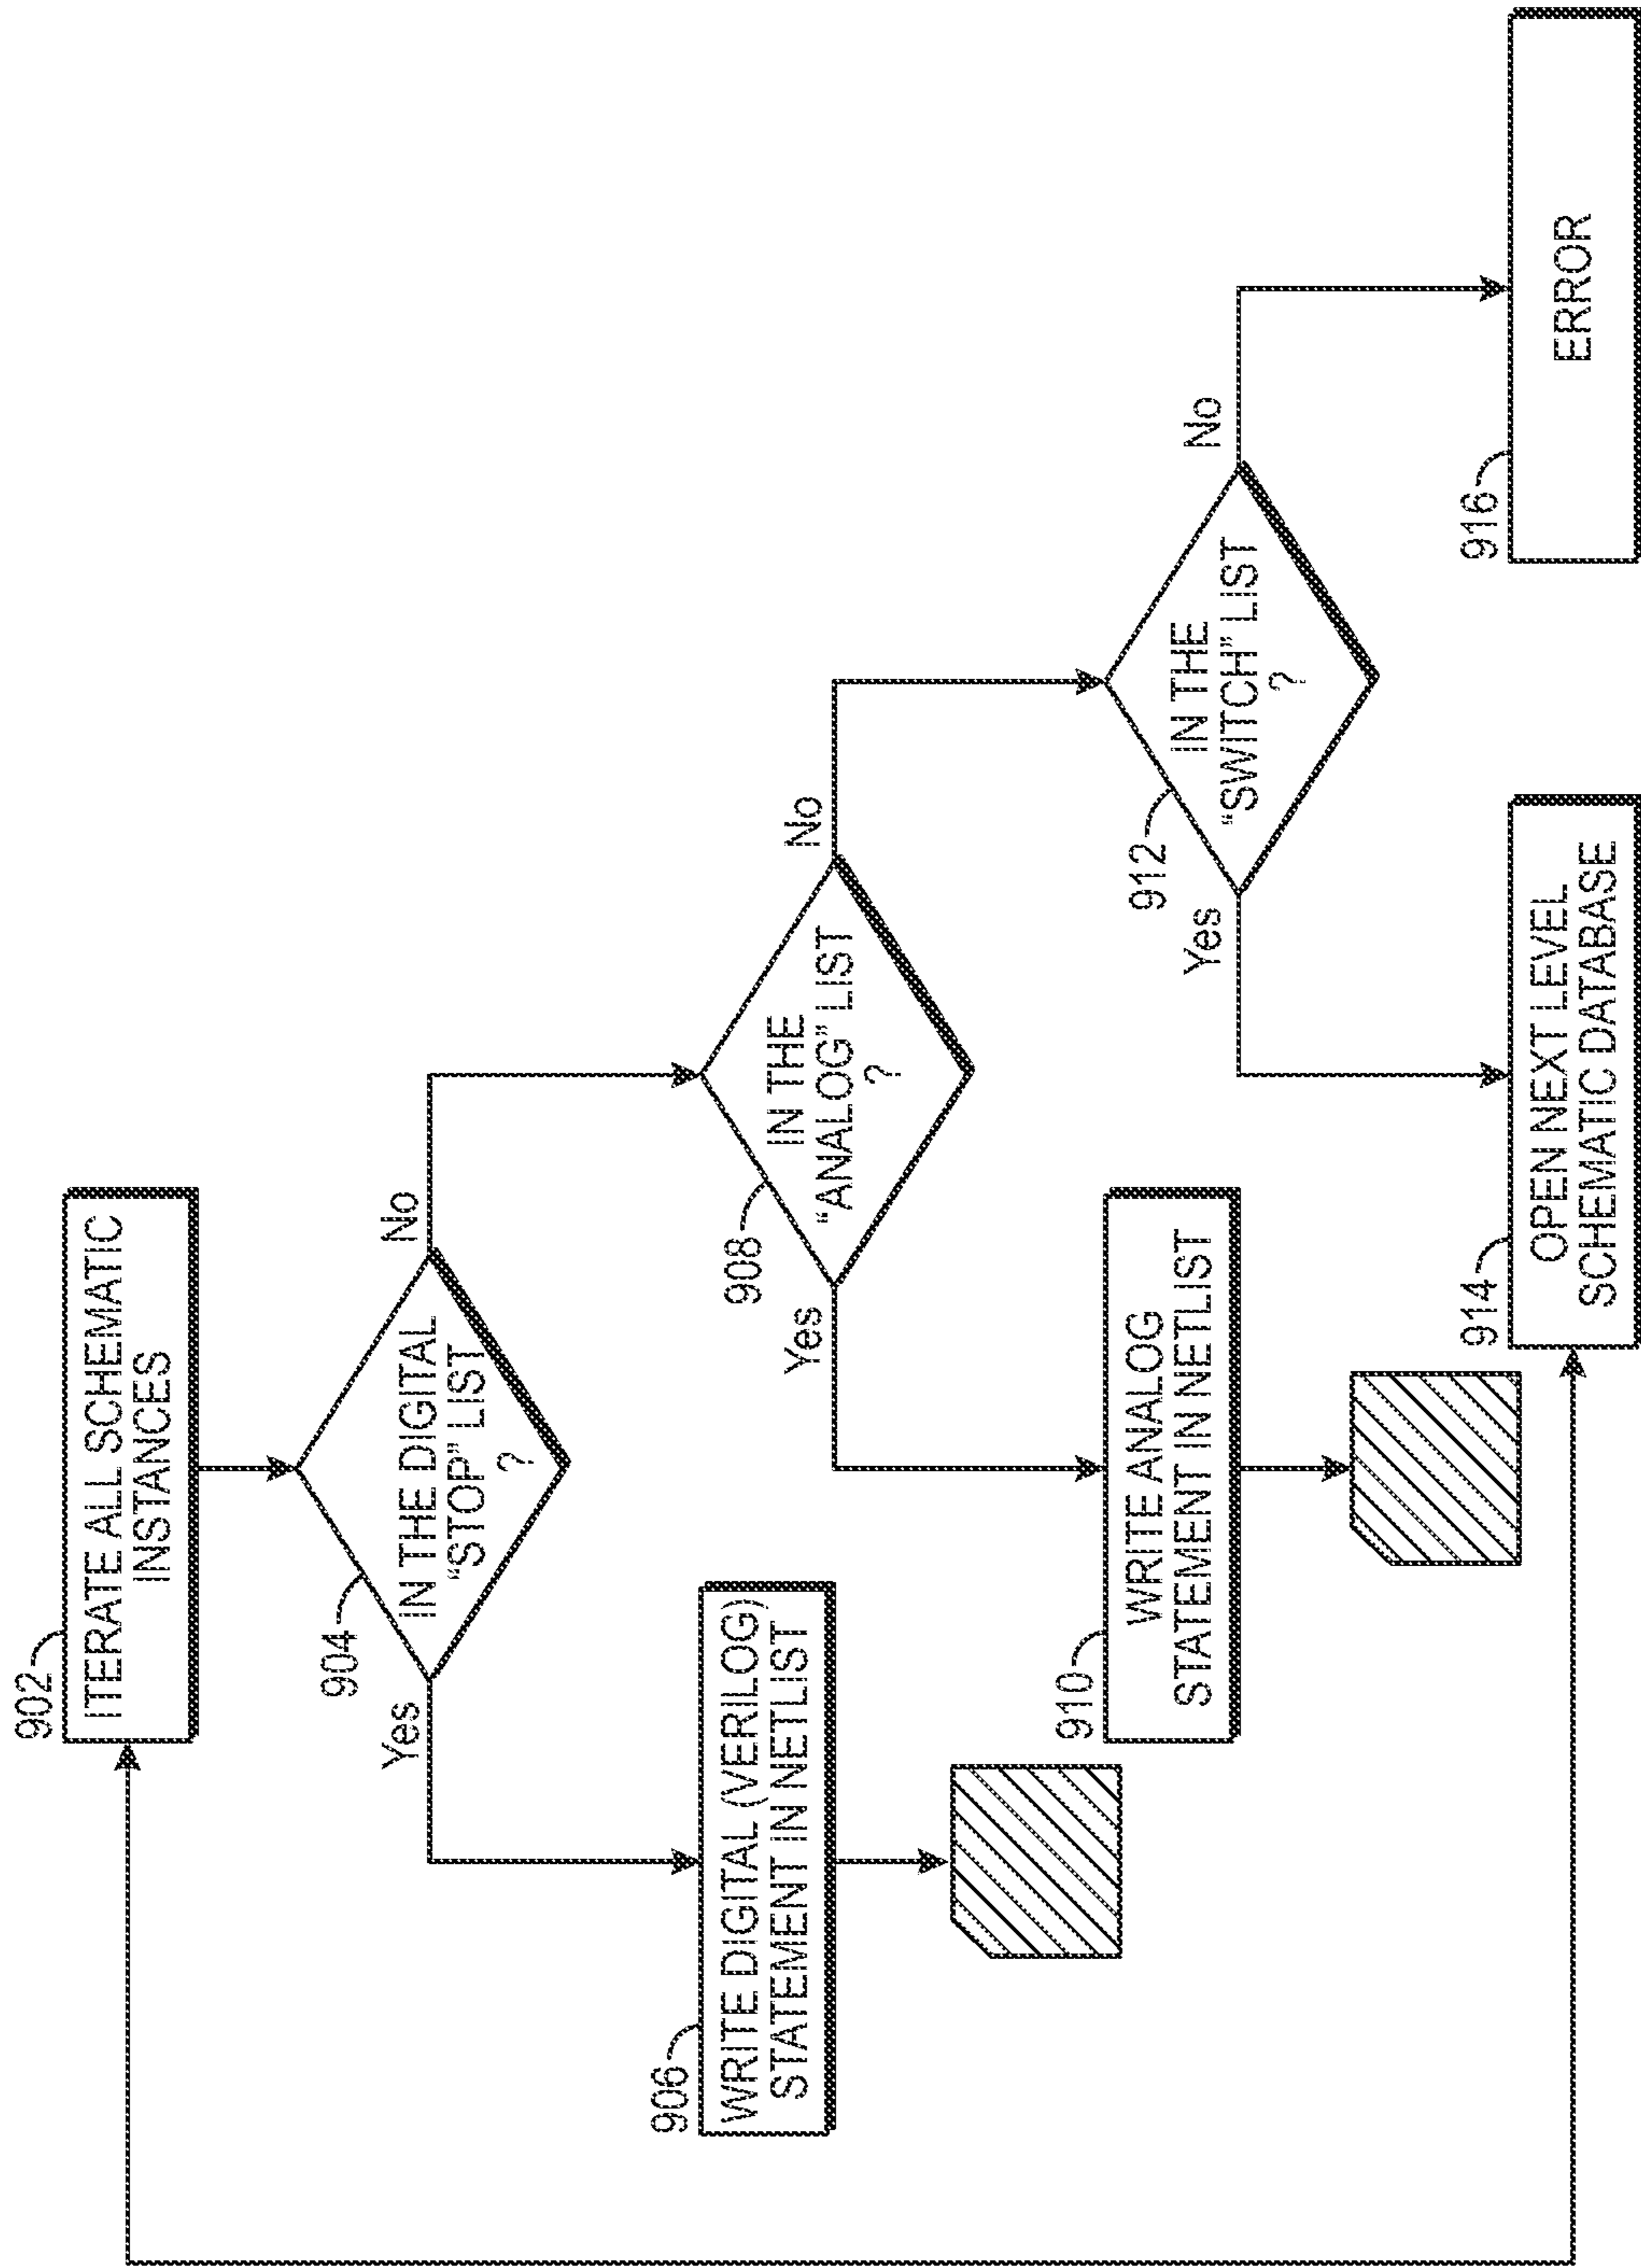 902
ITERATE ALL SCHEMATIC
INSTANCES
904
IN THE DIGITAL
"STOP" LIST
?
Yes
No
906
WRITE DIGITAL (VERILOG)
STATEMENT IN NETLIST
908
IN THE
"ANALOG" LIST
?
Yes
No
910
WRITE ANALOG
STATEMENT IN NETLIST
912
IN THE
"SWITCH" LIST
?
Yes
No
914
OPEN NEXT LEVEL
SCHEMATIC DATABASE
916
ERROR